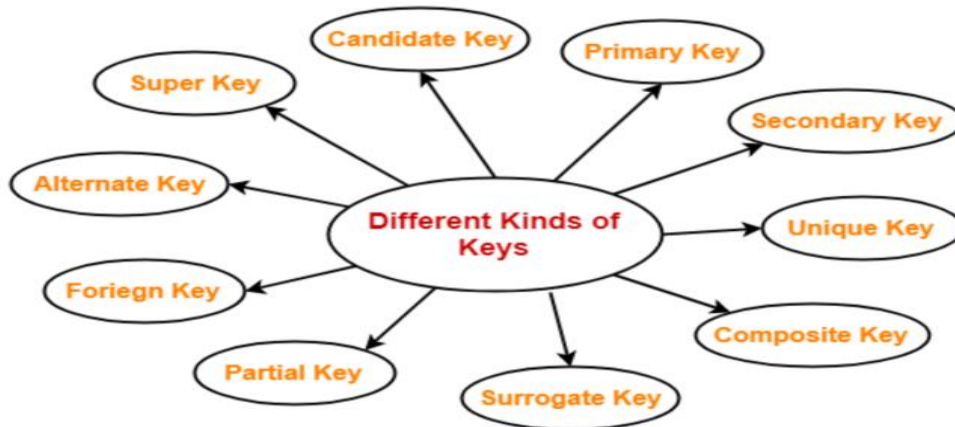 Candidate Key
Primary Key
Super Key
Secondary Key
Alternate Key
Different Kinds of
Keys
Unique Key
Foriegn Key
Composite Key
Partial Key
Surrogate Key